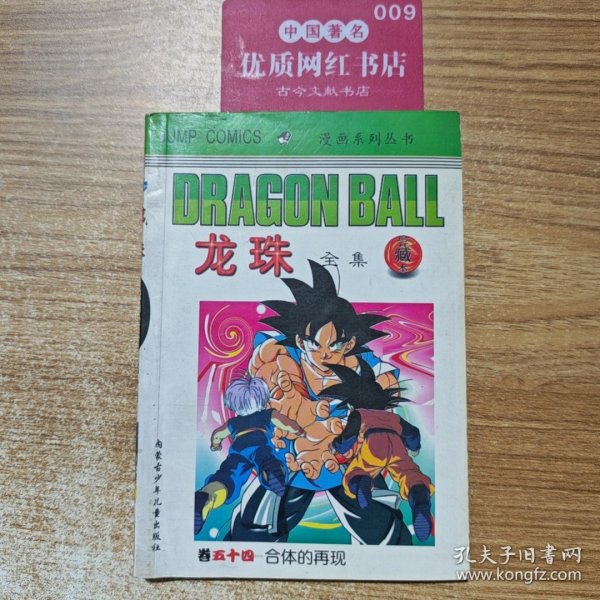 009
中国著名
优质网红书店
古今文献书店
JUMP COMICS
漫画系列丛书
DRAGON BALL
龙珠 全集
珍藏本
内蒙古少年儿童出版社
卷五十四 合体的再现
孔夫子旧书网
www.kongfz.com